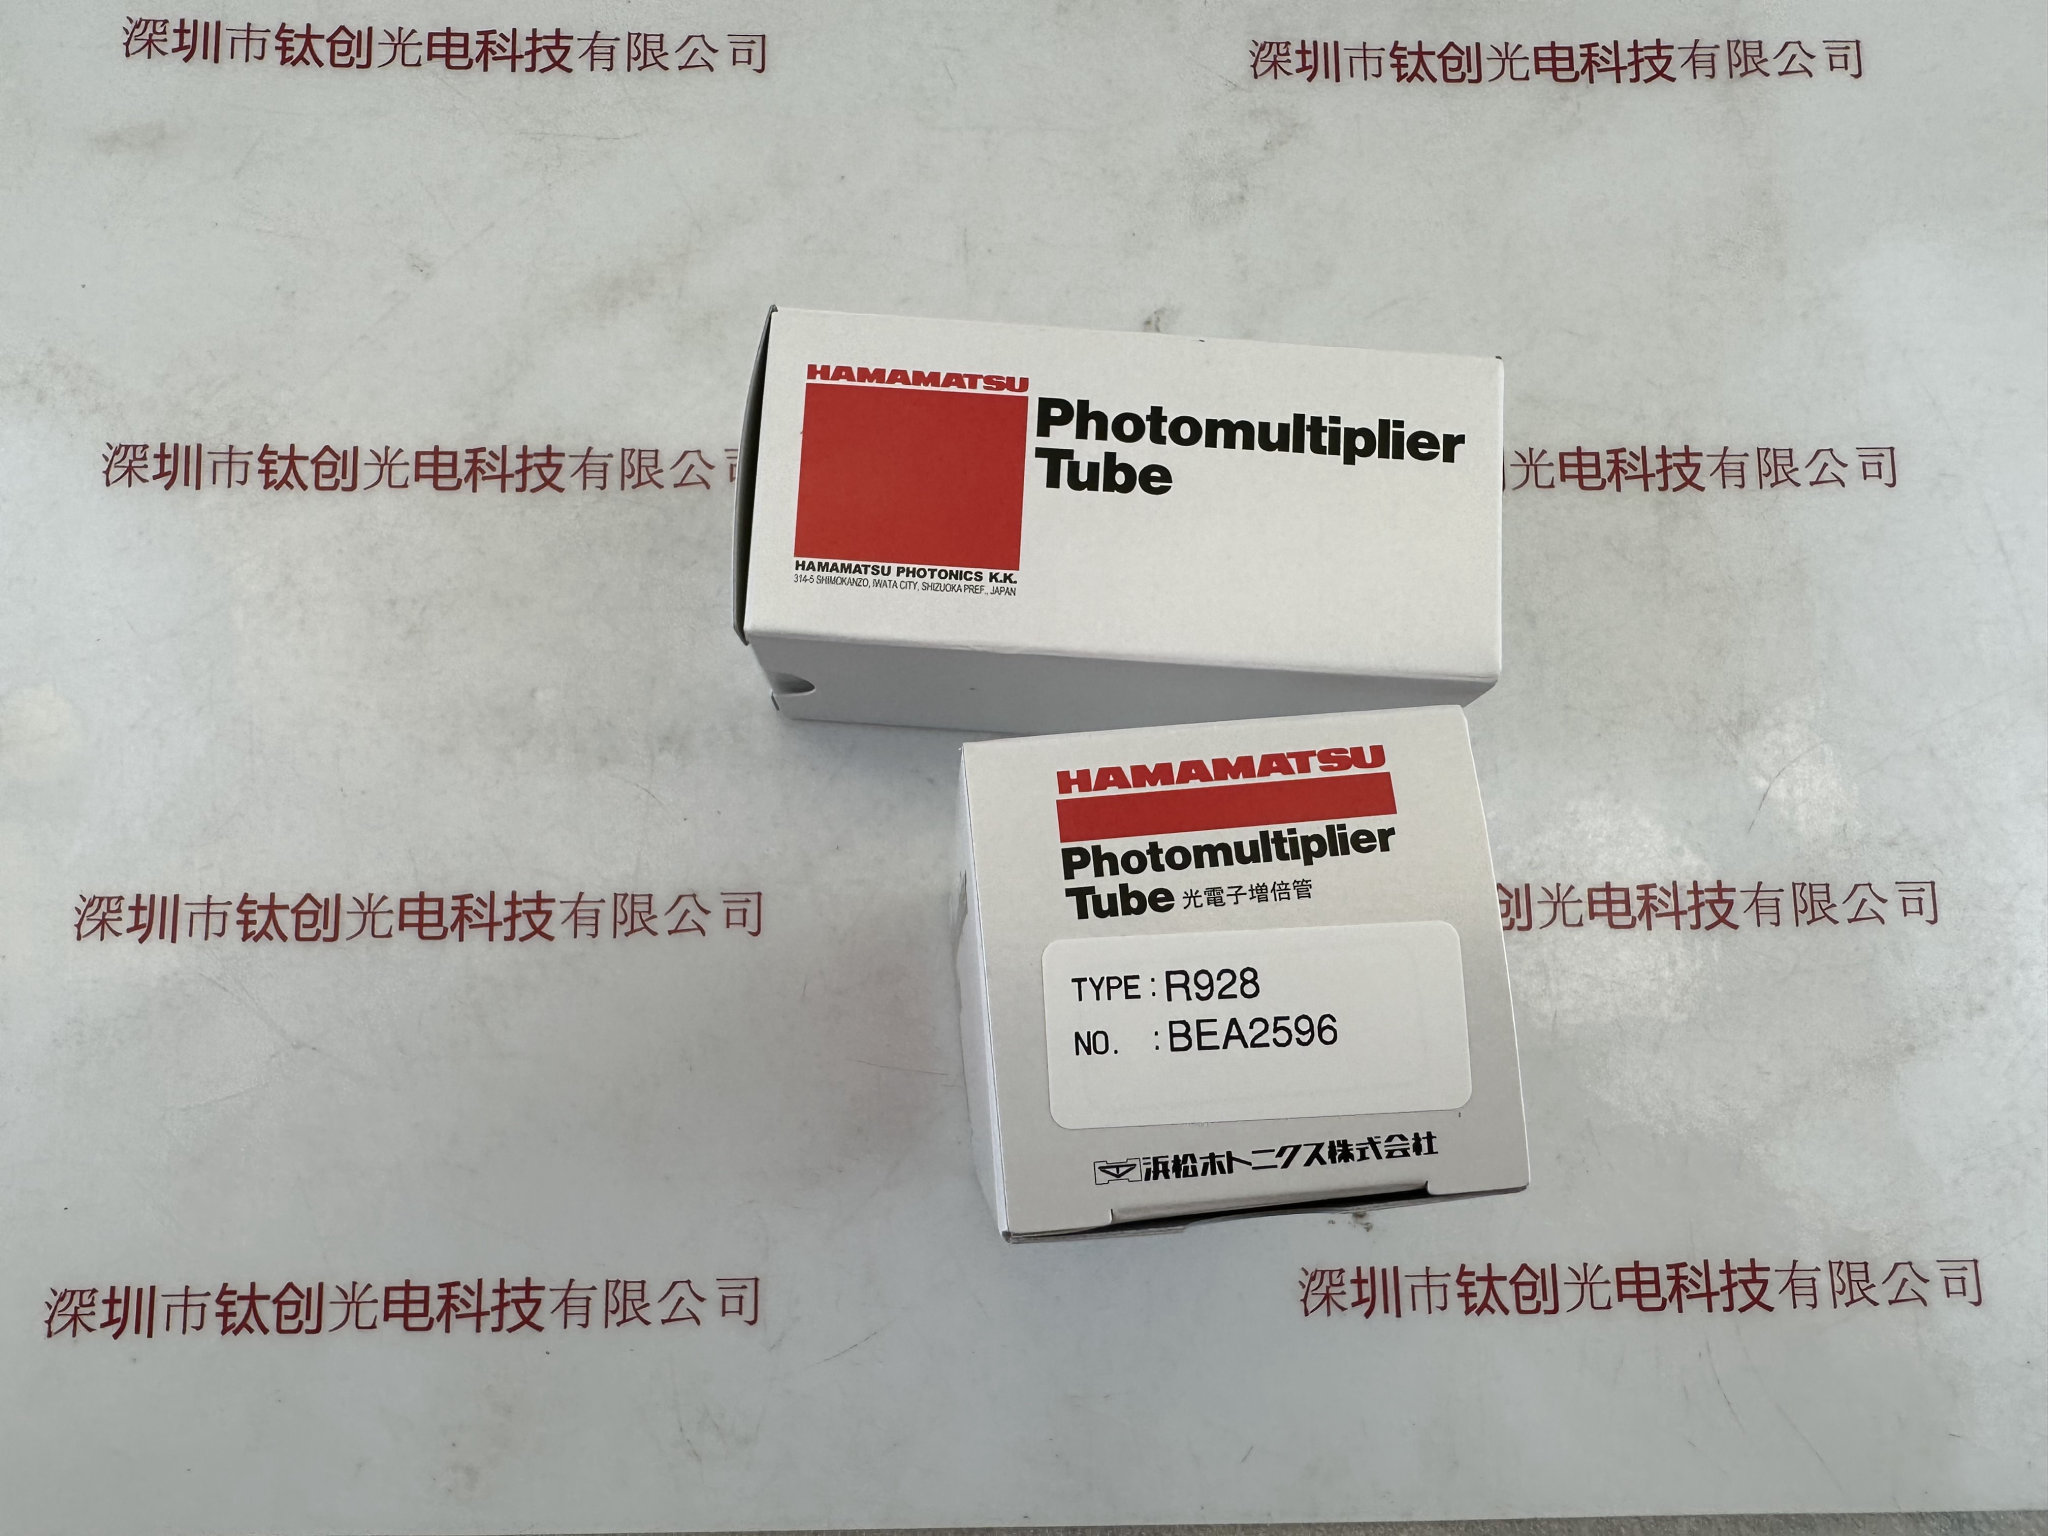 深圳市钛创光电科技有限公司
深圳市钛创光电科技有限公司
HAMAMATSU
Photomultiplier
Tube
HAMAMATSU PHOTONICS K.K.
314-5 SHIMOKANZO, IWATA CITY, SHIZUOKA PREF., JAPAN
深圳市钛创光电科技有限公司
光电科技有限公司
HAMAMATSU
Photomultiplier
Tube 光電子増倍管
TYPE : R928
NO. : BEA2596
浜松ホトニクス株式会社
深圳市钛创光电科技有限公司
创光电科技有限公司
深圳市钛创光电科技有限公司
深圳市钛创光电科技有限公司